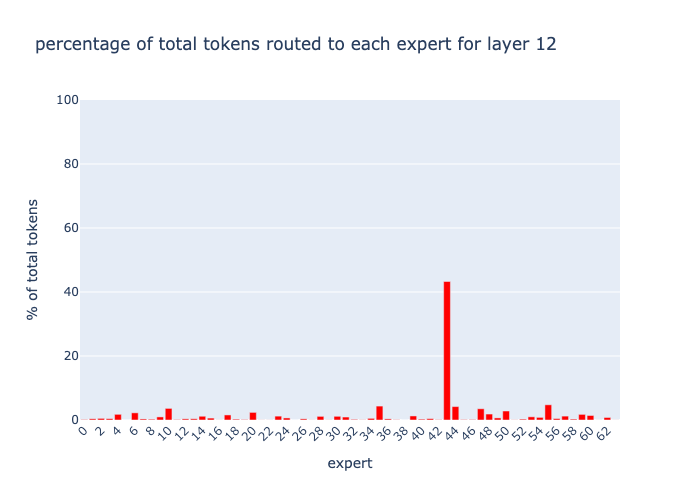 percentage of total tokens routed to each expert for layer 12
100
80
60
40
20
0
% of total tokens
0 2 4 6 8 10 12 14 16 18 20 22 24 26 28 30 32 34 36 38 40 42 44 46 48 50 52 54 56 58 60 62
expert